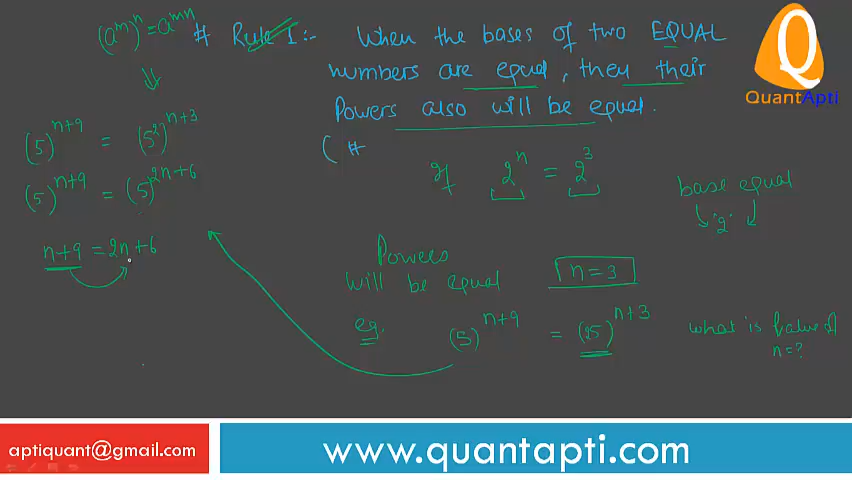 (a^m)^n = a^mn
# Rule 1:- When the bases of two EQUAL
numbers are equal, they their
Powers also will be equal.
( #
QuantApti
(5)^n+9 = (5^2)^n+3
(5)^n+9 = (5)^2n+6
n+9 = 2n+6
If 2^n = 2^3
base equal
"2"
Powers
will be equal
n=3
eg. (5)^n+9 = (25)^n+3
what is value of
n=?
aptiquant@gmail.com
www.quantapti.com